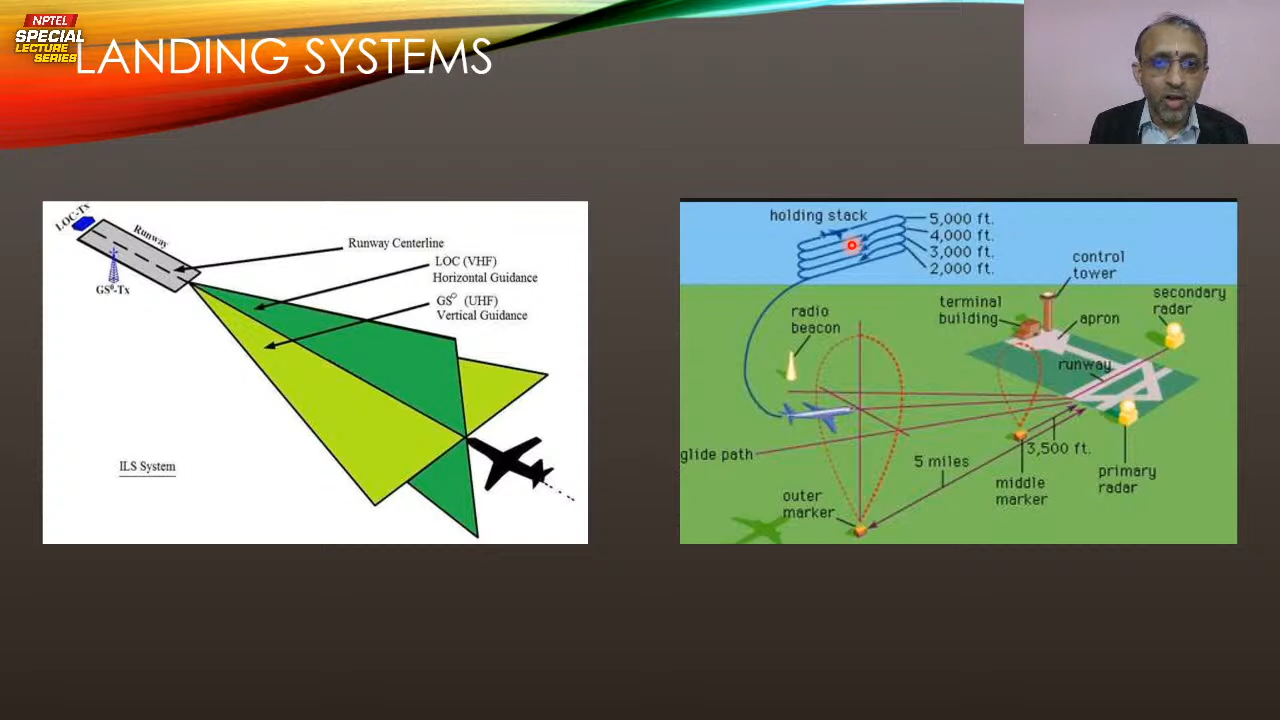 NPTEL
SPECIAL
LECTURE
SERIES
LANDING SYSTEMS
LOC-Tx
Runway
GS⁰-Tx
Runway Centerline
LOC (VHF)
Horizontal Guidance
GS⁰ (UHF)
Vertical Guidance
ILS System
holding stack
5,000 ft.
4,000 ft.
3,000 ft.
2,000 ft.
control
tower
secondary
radar
terminal
building
apron
radio
beacon
runway
glide path
3,500 ft.
5 miles
primary
radar
middle
marker
outer
marker